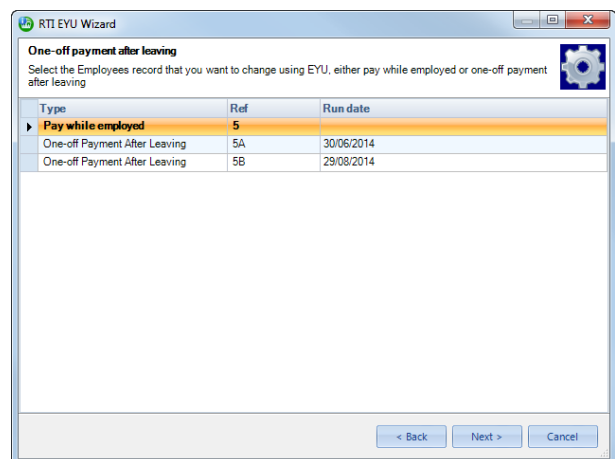 RTI EYU Wizard
One-off payment after leaving
Select the Employees record that you want to change using EYU, either pay while employed or one-off payment
after leaving
Type Ref Run date
Pay while employed 5
One-off Payment After Leaving 5A 30/06/2014
One-off Payment After Leaving 5B 29/08/2014
< Back Next > Cancel